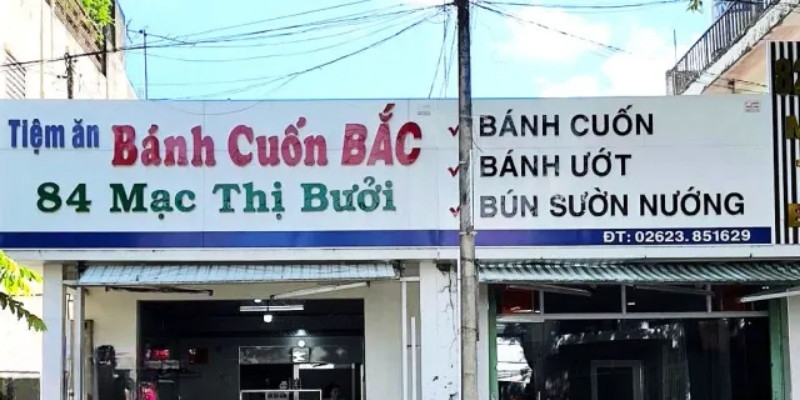 Tiệm ăn Bánh Cuốn BẮC
84 Mạc Thị Bưởi
BÁNH CUỐN
BÁNH ƯỚT
BÚN SƯỜN NƯỚNG
ĐT: 02623. 851629